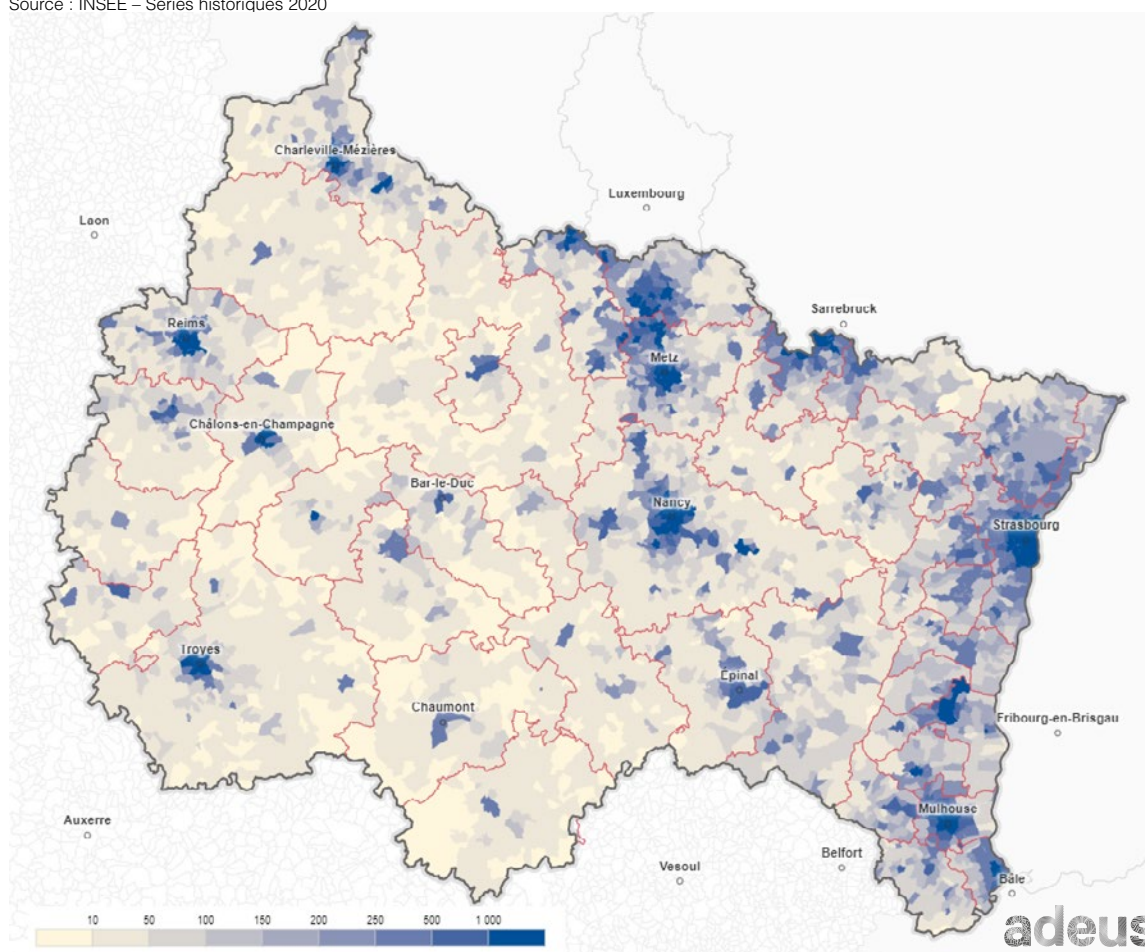 Source : INSEE – Séries historiques 2020
Charleville-Mézières
Luxembourg
Laon
Sarrebruck
Reims
Metz
Châlons-en-Champagne
Bar-le-Duc
Nancy
Strasbourg
Troyes
Épinal
Chaumont
Fribourg-en-Brisgau
Mulhouse
Auxerre
Belfort
Vesoul
Bâle
10 50 100 150 200 250 500 1 000
adeus